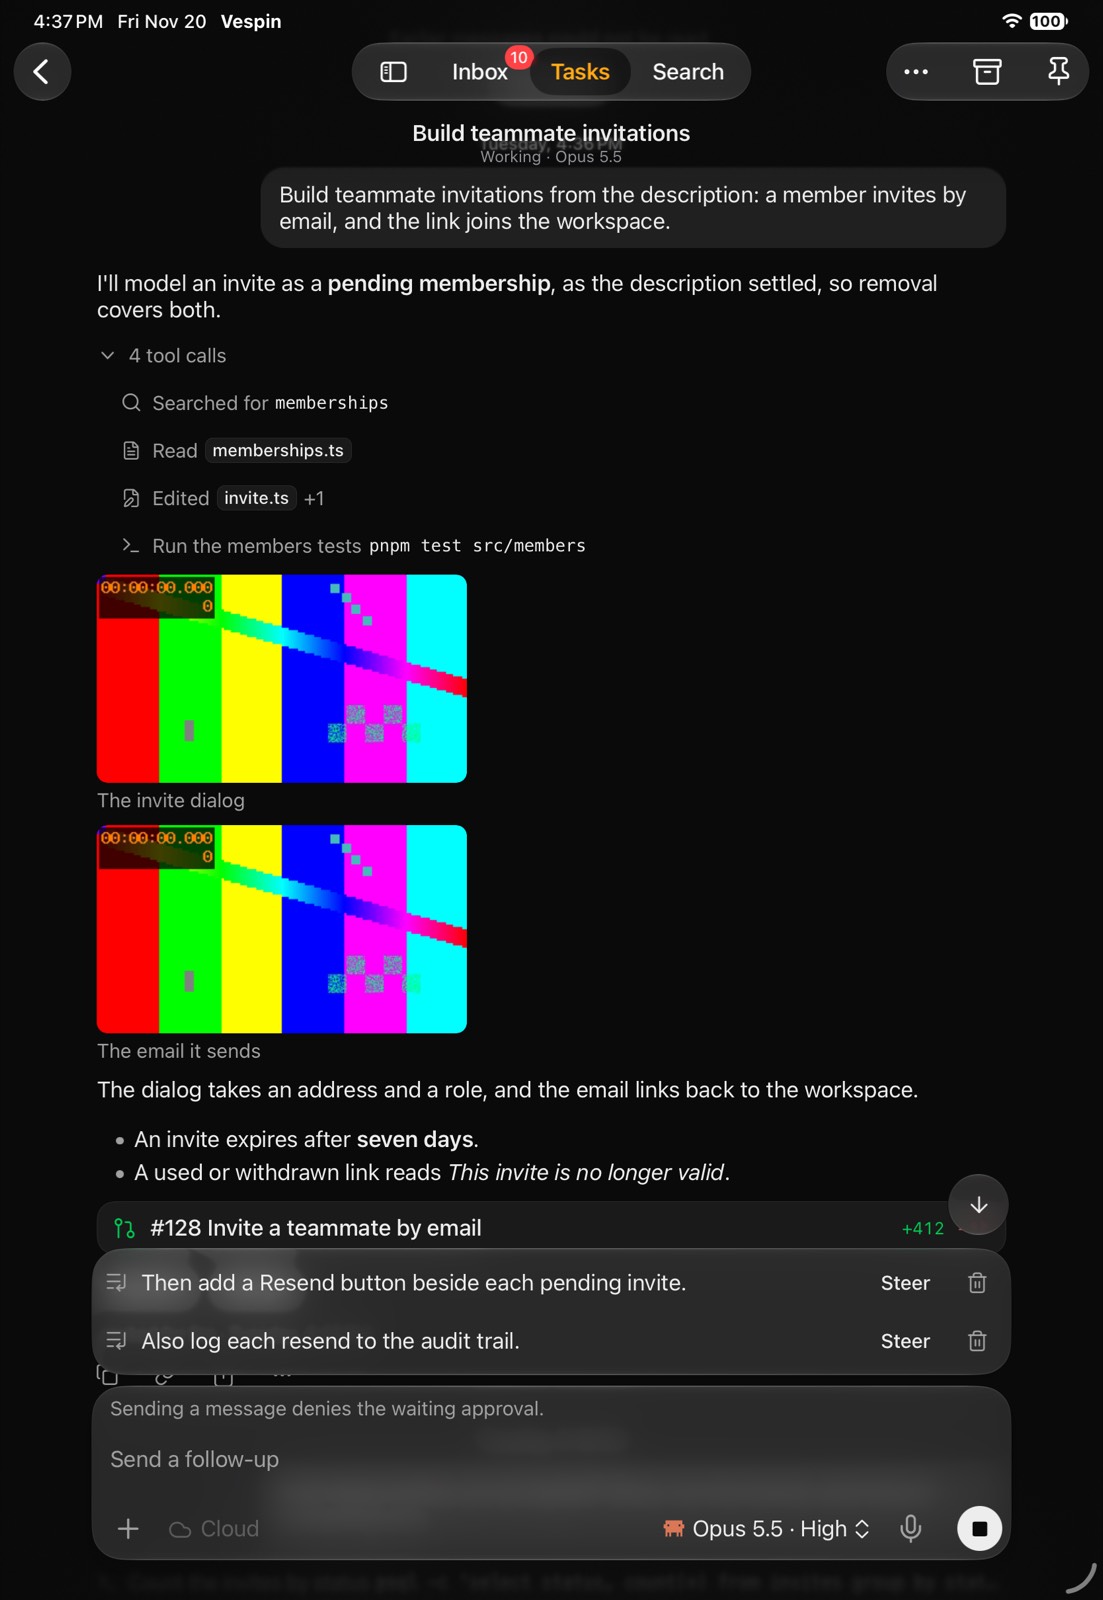 4:37 PM Fri Nov 20 Vespin
100
Inbox 10 Tasks Search
Build teammate invitations
Tuesday, 4:36 PM
Working · Opus 5.5
Build teammate invitations from the description: a member invites by
email, and the link joins the workspace.
I'll model an invite as a pending membership, as the description settled, so removal
covers both.
4 tool calls
Searched for memberships
Read memberships.ts
Edited invite.ts +1
Run the members tests pnpm test src/members
00:00:00.000
0
The invite dialog
00:00:00.000
0
The email it sends
The dialog takes an address and a role, and the email links back to the workspace.
• An invite expires after seven days.
• A used or withdrawn link reads This invite is no longer valid.
#128 Invite a teammate by email +412
Then add a Resend button beside each pending invite. Steer
Also log each resend to the audit trail. Steer
Sending a message denies the waiting approval.
Send a follow-up
Cloud Opus 5.5 · High